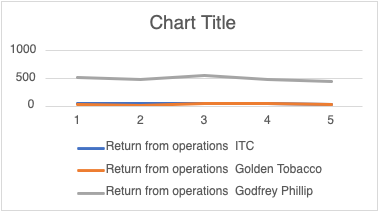 Chart Title
1000
500
0
1 2 3 4 5
Return from operations ITC
Return from operations Golden Tobacco
Return from operations Godfrey Phillip